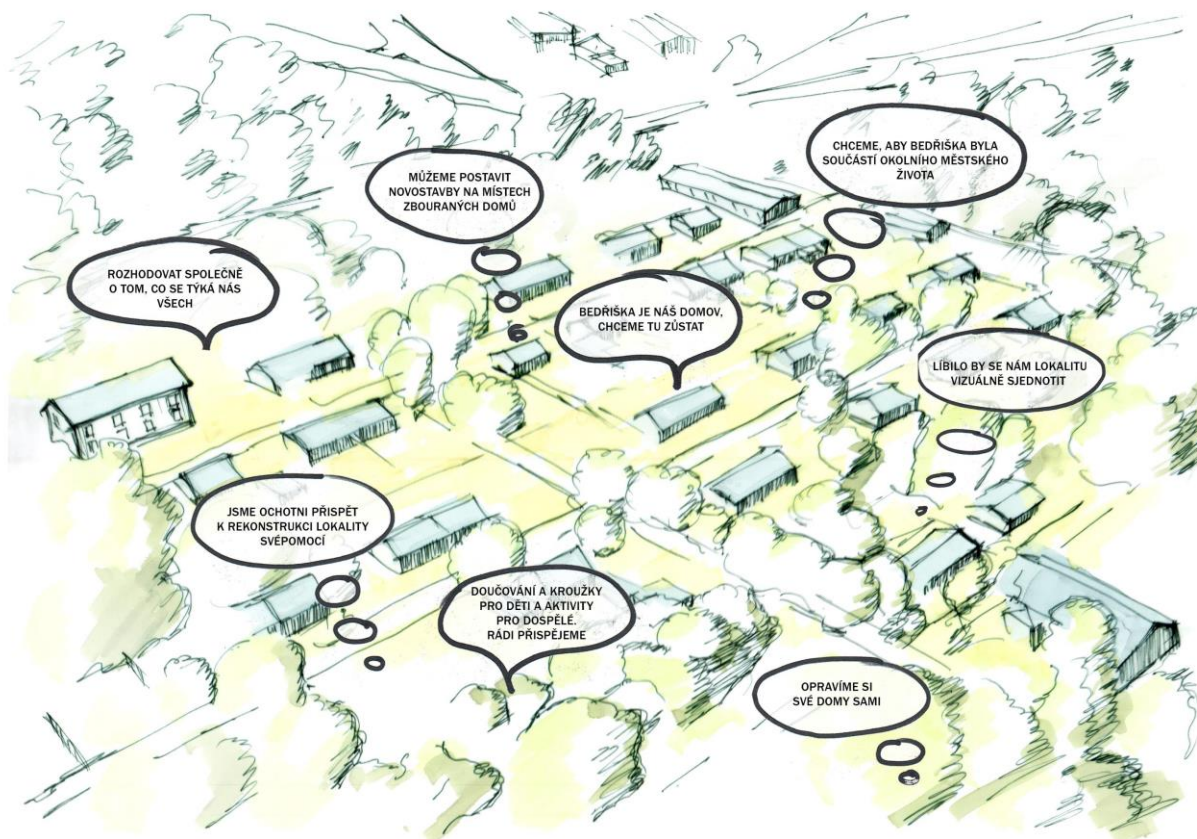 CHCEME, ABY BEDŘIŠKA BYLA
SOUČÁSTÍ OKOLNÍHO MĚSTSKÉHO
ŽIVOTA
MŮŽEME POSTAVIT
NOVOSTAVBY NA MÍSTECH
ZBOURANÝCH DOMŮ
ROZHODOVAT SPOLEČNĚ
O TOM, CO SE TÝKÁ NÁS
VŠECH
BEDŘIŠKA JE NÁŠ DOMOV,
CHCEME TU ZŮSTAT
LÍBILO BY SE NÁM LOKALITU
VIZUÁLNĚ SJEDNOTIT
JSME OCHOTNI PŘISPĚT
K REKONSTRUKCI LOKALITY
SVÉPOMOCÍ
DOUČOVÁNÍ A KROUŽKY
PRO DĚTI A AKTIVITY
PRO DOSPĚLÉ.
RÁDI PŘISPĚJEME
OPRAVÍME SI
SVÉ DOMY SAMI